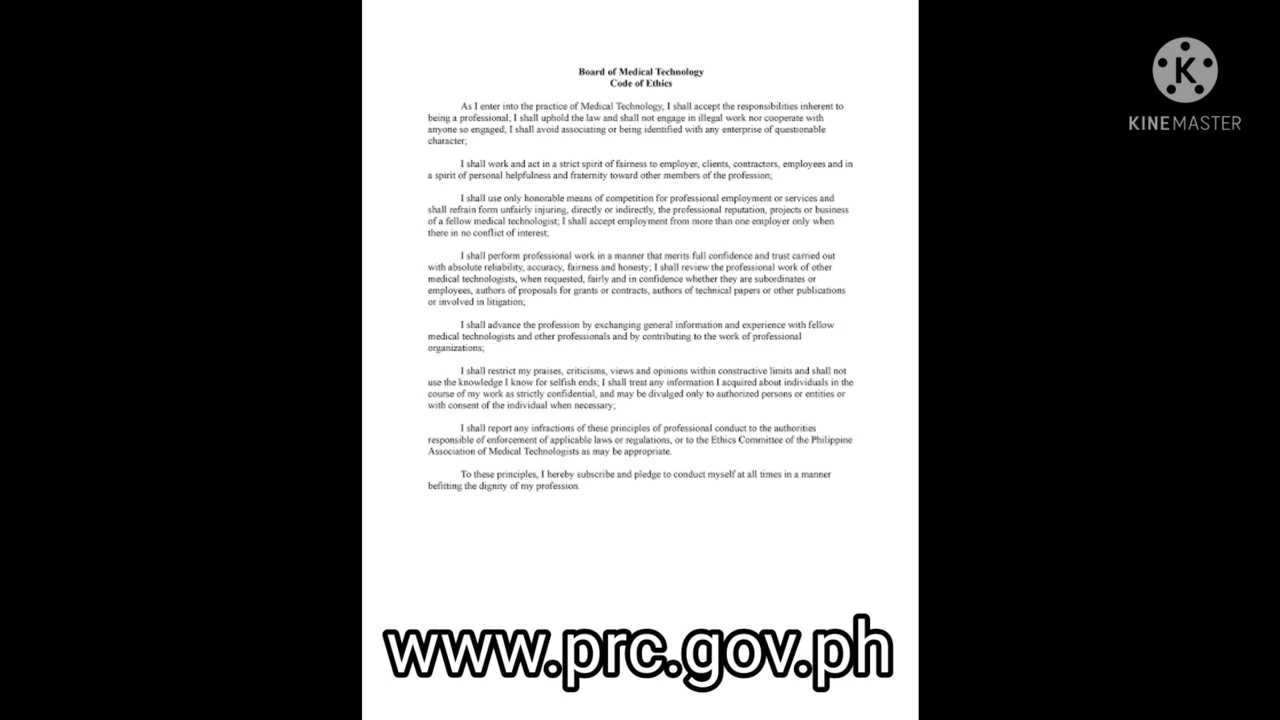 Board of Medical Technology
Code of Ethics
As I enter into the practice of Medical Technology, I shall accept the responsibilities inherent to
being a professional; I shall uphold the law and shall not engage in illegal work nor cooperate with
anyone so engaged; I shall avoid associating or being identified with any enterprise of questionable
character;
I shall work and act in a strict spirit of fairness to employer, clients, contractors, employees and in
a spirit of personal helpfulness and fraternity toward other members of the profession;
I shall use only honorable means of competition for professional employment or services and
shall refrain form unfairly injuring, directly or indirectly, the professional reputation, projects or business
of a fellow medical technologist; I shall accept employment from more than one employer only when
there in no conflict of interest;
I shall perform professional work in a manner that merits full confidence and trust carried out
with absolute reliability, accuracy, fairness and honesty; I shall review the professional work of other
medical technologists, when requested, fairly and in confidence whether they are subordinates or
employees, authors of proposals for grants or contracts, authors of technical papers or other publications
or involved in litigation;
I shall advance the profession by exchanging general information and experience with fellow
medical technologists and other professionals and by contributing to the work of professional
organizations;
I shall restrict my praises, criticisms, views and opinions within constructive limits and shall not
use the knowledge I know for selfish ends; I shall treat any information I acquired about individuals in the
course of my work as strictly confidential, and may be divulged only to authorized persons or entities or
with consent of the individual when necessary;
I shall report any infractions of these principles of professional conduct to the authorities
responsible of enforcement of applicable laws or regulations, or to the Ethics Committee of the Philippine
Association of Medical Technologists as may be appropriate.
To these principles, I hereby subscribe and pledge to conduct myself at all times in a manner
befitting the dignity of my profession.
www.prc.gov.ph
K
KINEMASTER